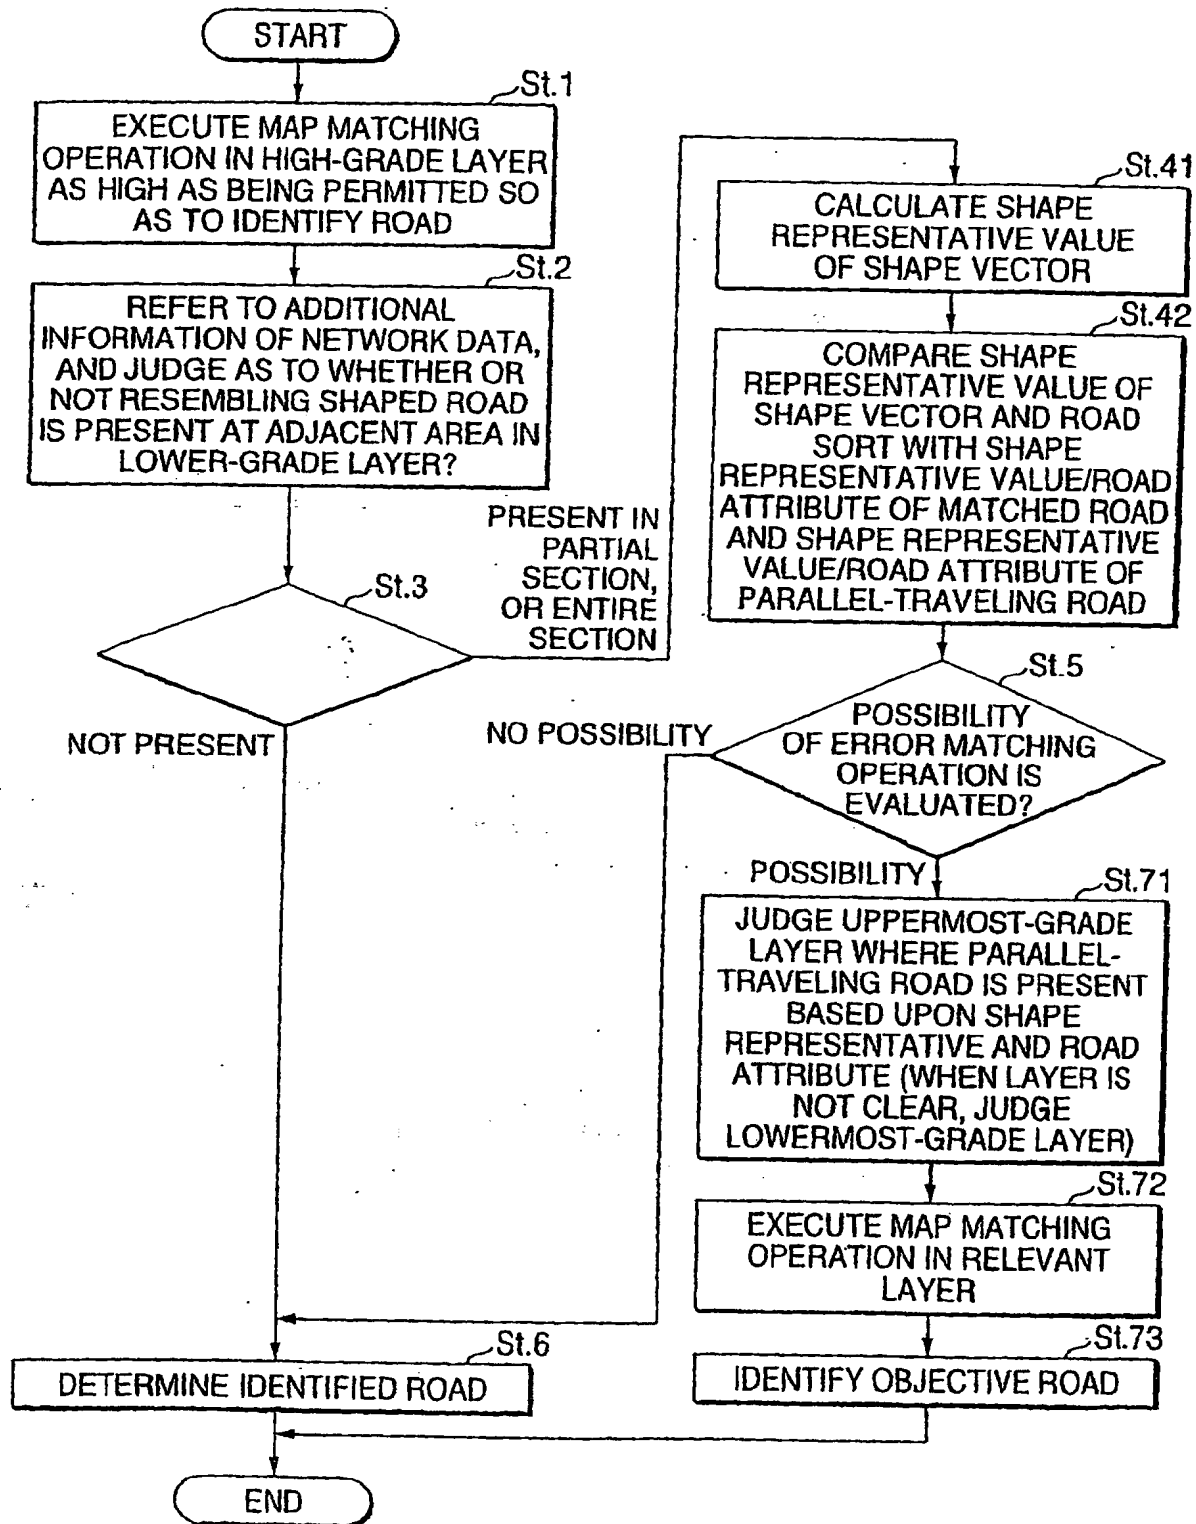 START
St.1
EXECUTE MAP MATCHING
OPERATION IN HIGH-GRADE LAYER
AS HIGH AS BEING PERMITTED SO
AS TO IDENTIFY ROAD
St.2
REFER TO ADDITIONAL
INFORMATION OF NETWORK DATA,
AND JUDGE AS TO WHETHER OR
NOT RESEMBLING SHAPED ROAD
IS PRESENT AT ADJACENT AREA IN
LOWER-GRADE LAYER?
St.3
PRESENT IN
PARTIAL
SECTION,
OR ENTIRE
SECTION
NOT PRESENT
St.41
CALCULATE SHAPE
REPRESENTATIVE VALUE
OF SHAPE VECTOR
St.42
COMPARE SHAPE
REPRESENTATIVE VALUE OF
SHAPE VECTOR AND ROAD
SORT WITH SHAPE
REPRESENTATIVE VALUE/ROAD
ATTRIBUTE OF MATCHED ROAD
AND SHAPE REPRESENTATIVE
VALUE/ROAD ATTRIBUTE OF
PARALLEL-TRAVELING ROAD
St.5
POSSIBILITY
OF ERROR MATCHING
OPERATION IS
EVALUATED?
NO POSSIBILITY
POSSIBILITY
St.71
JUDGE UPPERMOST-GRADE
LAYER WHERE PARALLEL-
TRAVELING ROAD IS PRESENT
BASED UPON SHAPE
REPRESENTATIVE AND ROAD
ATTRIBUTE (WHEN LAYER IS
NOT CLEAR, JUDGE
LOWERMOST-GRADE LAYER)
St.72
EXECUTE MAP MATCHING
OPERATION IN RELEVANT
LAYER
St.73
IDENTIFY OBJECTIVE ROAD
St.6
DETERMINE IDENTIFIED ROAD
END